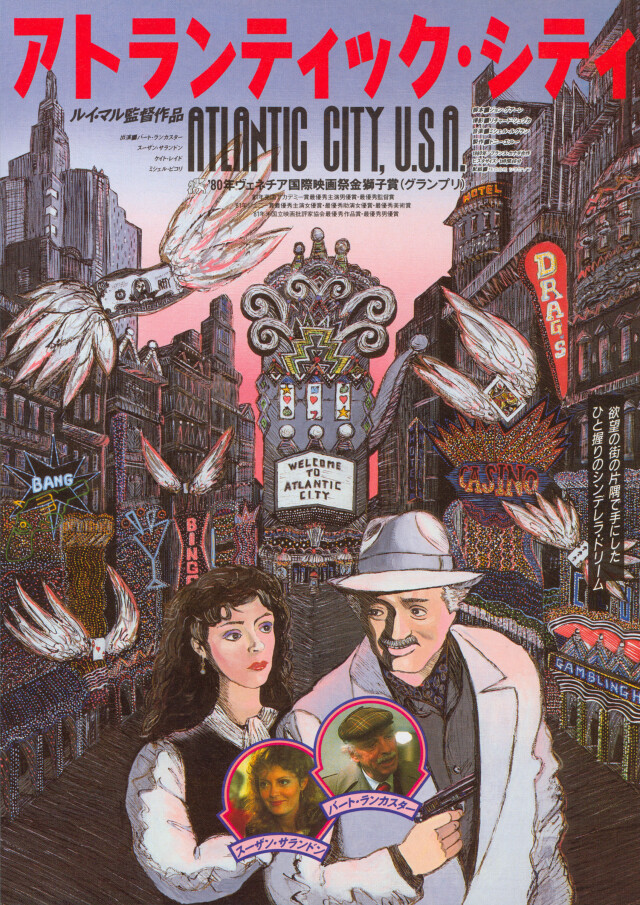 アトランティック・シティ
ルイ・マル監督作品
ATLANTIC CITY, U.S.A.
出演■バート・ランカスター
スーザン・サランドン
ケイト・レイド
ミシェル・ピコリ
'80年ヴェネチア国際映画祭金獅子賞(グランプリ)
MOTEL
DRAGS
欲望の街の片隅で手にした
ひと握りのシンデレラ・ドリーム
BANG
WELCOME
TO
ATLANTIC
CITY.
CASINO
BINGO
GAMBLINGH
バート・ランカスター
スーザン・サランドン